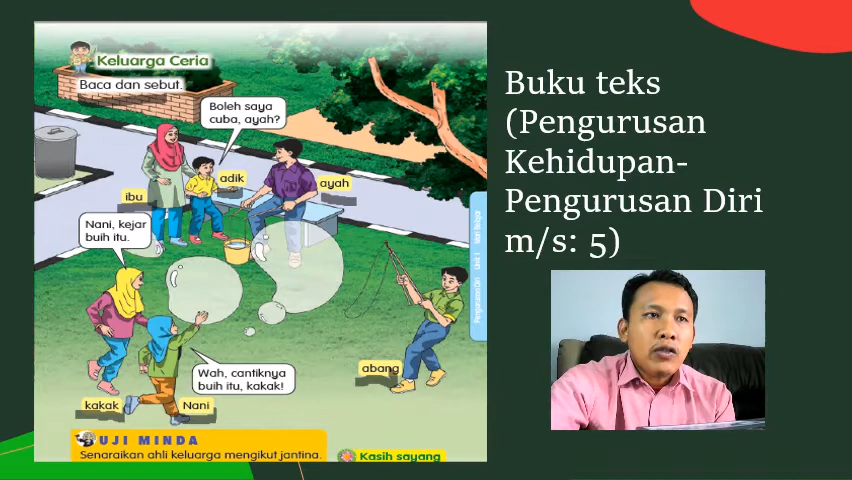 Keluarga Ceria
Baca dan sebut.
Boleh saya
cuba, ayah?
adik
ayah
ibu
Nani, kejar
buih itu.
Wah, cantiknya
buih itu, kakak!
abang
kakak
Nani
UJI MINDA
Senaraikan ahli keluarga mengikut jantina.
Kasih sayang
Buku teks
(Pengurusan
Kehidupan-
Pengurusan Diri
m/s: 5)